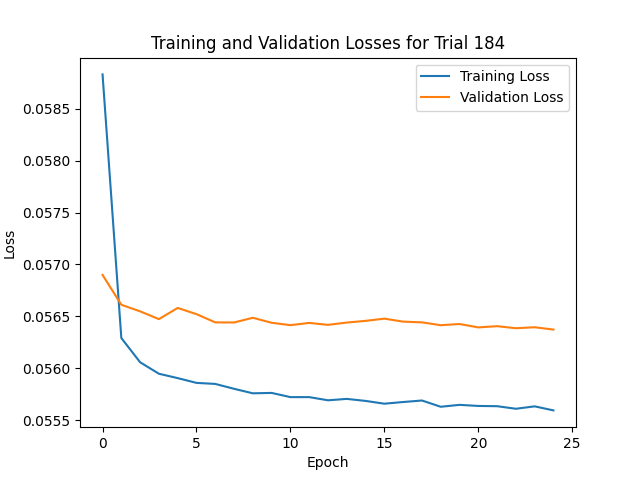 Training and Validation Losses for Trial 184
Training Loss
Validation Loss
Loss
0.0585
0.0580
0.0575
0.0570
0.0565
0.0560
0.0555
0 5 10 15 20 25
Epoch